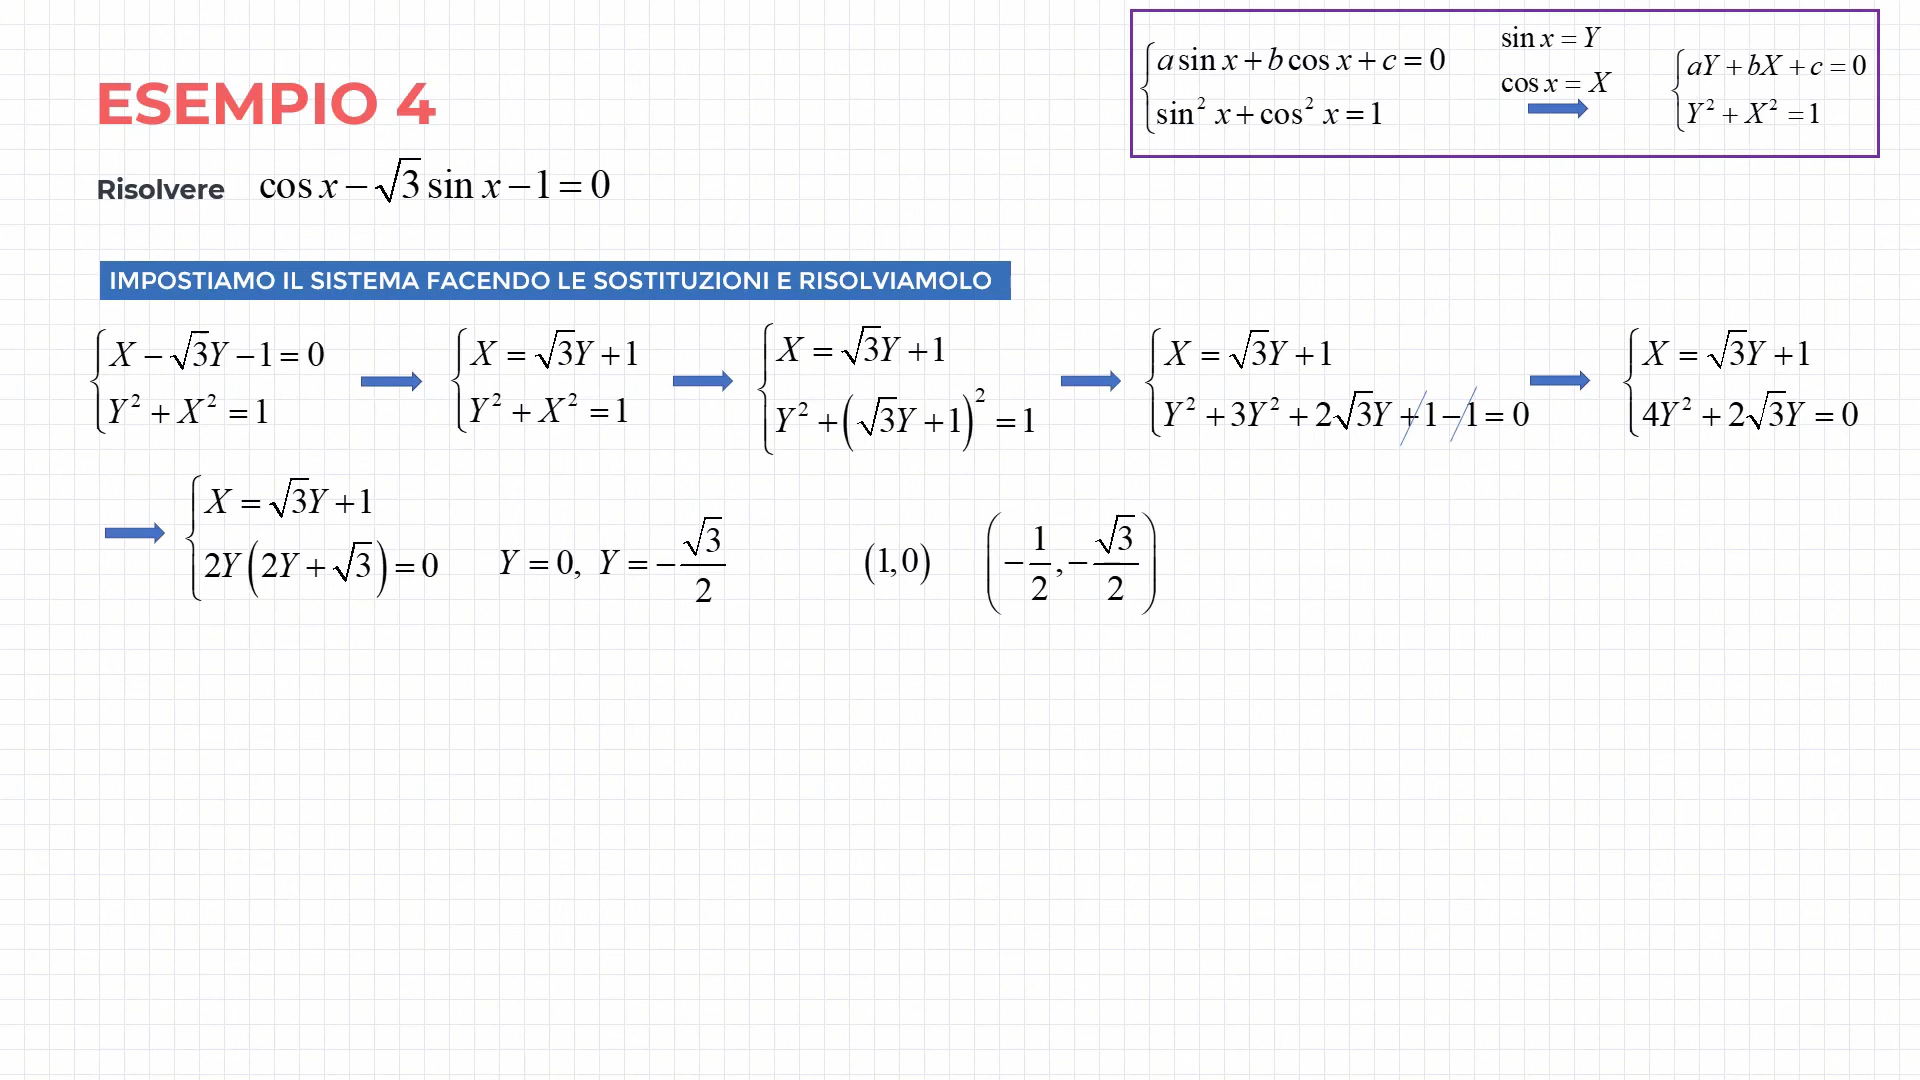 ESEMPIO 4
Risolvere cos x − √3 sin x − 1 = 0
{ a sin x + b cos x + c = 0
{ sin² x + cos² x = 1
sin x = Y
cos x = X
{ aY + bX + c = 0
{ Y² + X² = 1
IMPOSTIAMO IL SISTEMA FACENDO LE SOSTITUZIONI E RISOLVIAMOLO
{ X − √3Y − 1 = 0
{ Y² + X² = 1
{ X = √3Y + 1
{ Y² + X² = 1
{ X = √3Y + 1
{ Y² + (√3Y + 1)² = 1
{ X = √3Y + 1
{ Y² + 3Y² + 2√3Y + 1 − 1 = 0
{ X = √3Y + 1
{ 4Y² + 2√3Y = 0
{ X = √3Y + 1
{ 2Y(2Y + √3) = 0
Y = 0, Y = −√3/2
(1,0)
(−1/2, −√3/2)